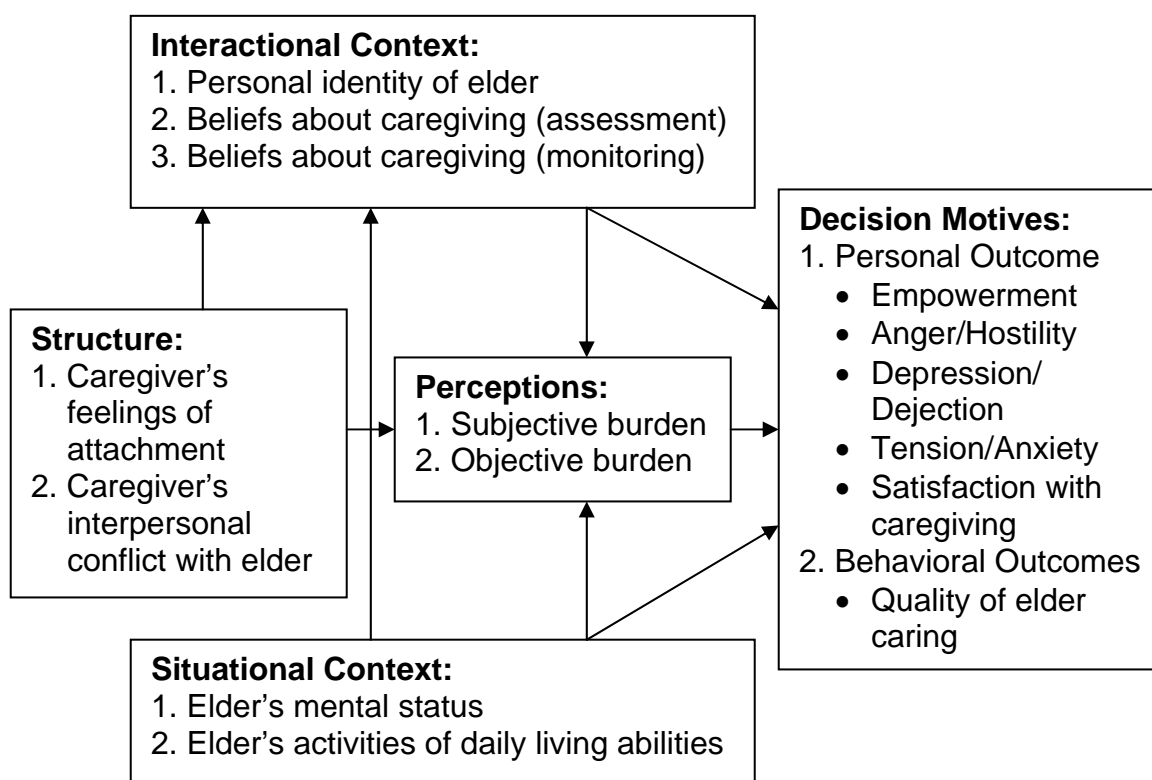 Interactional Context:
1. Personal identity of elder
2. Beliefs about caregiving (assessment)
3. Beliefs about caregiving (monitoring)
Structure:
1. Caregiver’s
feelings of
attachment
2. Caregiver’s
interpersonal
conflict with elder
Perceptions:
1. Subjective burden
2. Objective burden
Decision Motives:
1. Personal Outcome
• Empowerment
• Anger/Hostility
• Depression/
Dejection
• Tension/Anxiety
• Satisfaction with
caregiving
2. Behavioral Outcomes
• Quality of elder
caring
Situational Context:
1. Elder’s mental status
2. Elder’s activities of daily living abilities